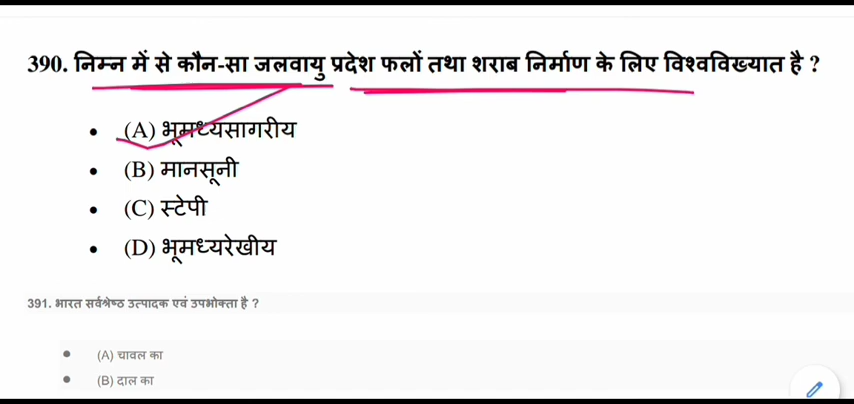 390. निम्न में से कौन-सा जलवायु प्रदेश फलों तथा शराब निर्माण के लिए विश्वविख्यात है ?
• (A) भूमध्यसागरीय
• (B) मानसूनी
• (C) स्टेपी
• (D) भूमध्यरेखीय
391. भारत सर्वश्रेष्ठ उत्पादक एवं उपभोक्ता है ?
• (A) चावल का
• (B) दाल का